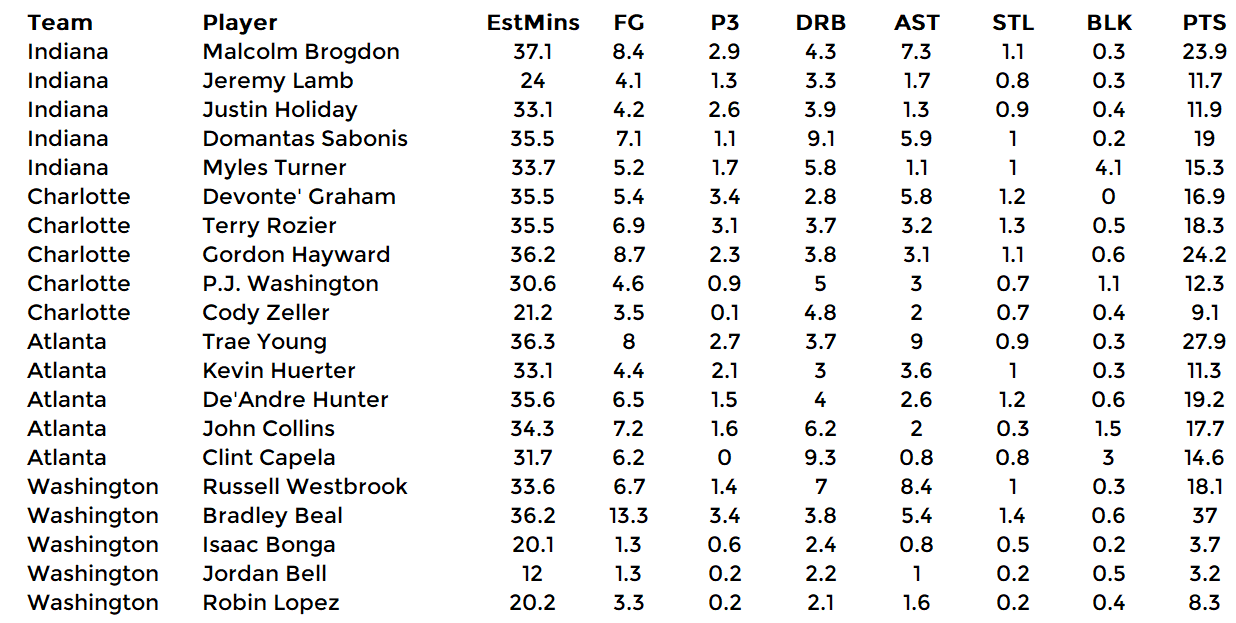 Team Player EstMins FG P3 DRB AST STL BLK PTS
Indiana Malcolm Brogdon 37.1 8.4 2.9 4.3 7.3 1.1 0.3 23.9
Indiana Jeremy Lamb 24 4.1 1.3 3.3 1.7 0.8 0.3 11.7
Indiana Justin Holiday 33.1 4.2 2.6 3.9 1.3 0.9 0.4 11.9
Indiana Domantas Sabonis 35.5 7.1 1.1 9.1 5.9 1 0.2 19
Indiana Myles Turner 33.7 5.2 1.7 5.8 1.1 1 4.1 15.3
Charlotte Devonte' Graham 35.5 5.4 3.4 2.8 5.8 1.2 0 16.9
Charlotte Terry Rozier 35.5 6.9 3.1 3.7 3.2 1.3 0.5 18.3
Charlotte Gordon Hayward 36.2 8.7 2.3 3.8 3.1 1.1 0.6 24.2
Charlotte P.J. Washington 30.6 4.6 0.9 5 3 0.7 1.1 12.3
Charlotte Cody Zeller 21.2 3.5 0.1 4.8 2 0.7 0.4 9.1
Atlanta Trae Young 36.3 8 2.7 3.7 9 0.9 0.3 27.9
Atlanta Kevin Huerter 33.1 4.4 2.1 3 3.6 1 0.3 11.3
Atlanta De'Andre Hunter 35.6 6.5 1.5 4 2.6 1.2 0.6 19.2
Atlanta John Collins 34.3 7.2 1.6 6.2 2 0.3 1.5 17.7
Atlanta Clint Capela 31.7 6.2 0 9.3 0.8 0.8 3 14.6
Washington Russell Westbrook 33.6 6.7 1.4 7 8.4 1 0.3 18.1
Washington Bradley Beal 36.2 13.3 3.4 3.8 5.4 1.4 0.6 37
Washington Isaac Bonga 20.1 1.3 0.6 2.4 0.8 0.5 0.2 3.7
Washington Jordan Bell 12 1.3 0.2 2.2 1 0.2 0.5 3.2
Washington Robin Lopez 20.2 3.3 0.2 2.1 1.6 0.2 0.4 8.3